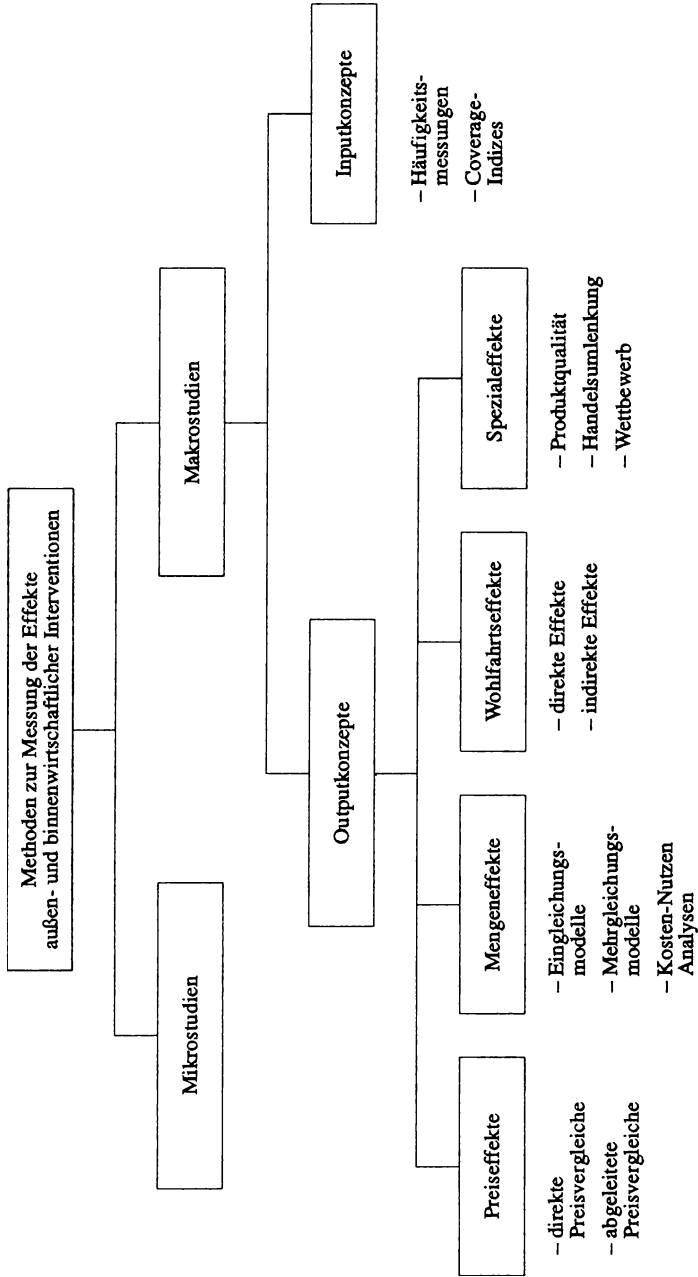 Methoden zur Messung der Effekte
außen- und binnenwirtschaftlicher Interventionen
Mikrostudien
Makrostudien
Outputkonzepte
Inputkonzepte
– Häufigkeits-
messungen
– Coverage-
Indizes
Preiseffekte
– direkte
Preisvergleiche
– abgeleitete
Preisvergleiche
Mengeneffekte
– Eingleichungs-
modelle
– Mehrgleichungs-
modelle
– Kosten-Nutzen
Analysen
Wohlfahrtseffekte
– direkte Effekte
– indirekte Effekte
Spezialeffekte
– Produktqualität
– Handelsumlenkung
– Wettbewerb